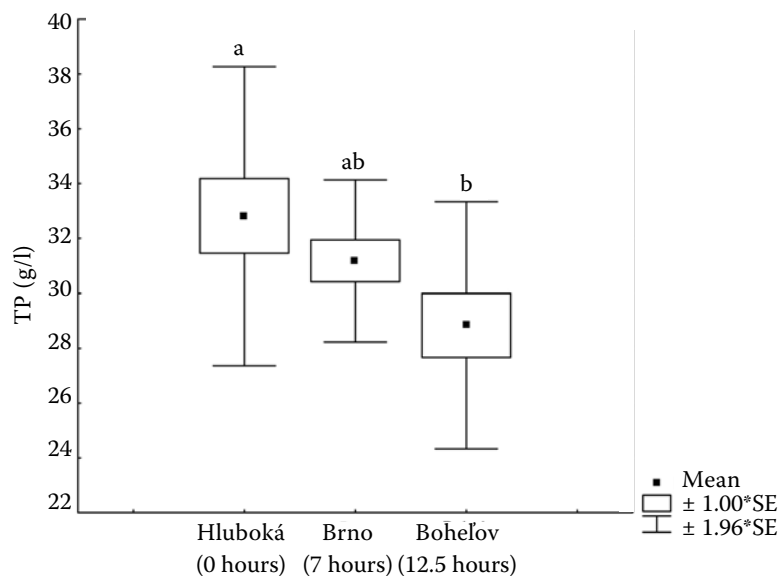 40
38
36
34
32
30
28
26
24
22
TP (g/l)
a
ab
b
Hluboká
(0 hours)
Brno
(7 hours)
Boheľov
(12.5 hours)
Mean
± 1.00*SE
± 1.96*SE